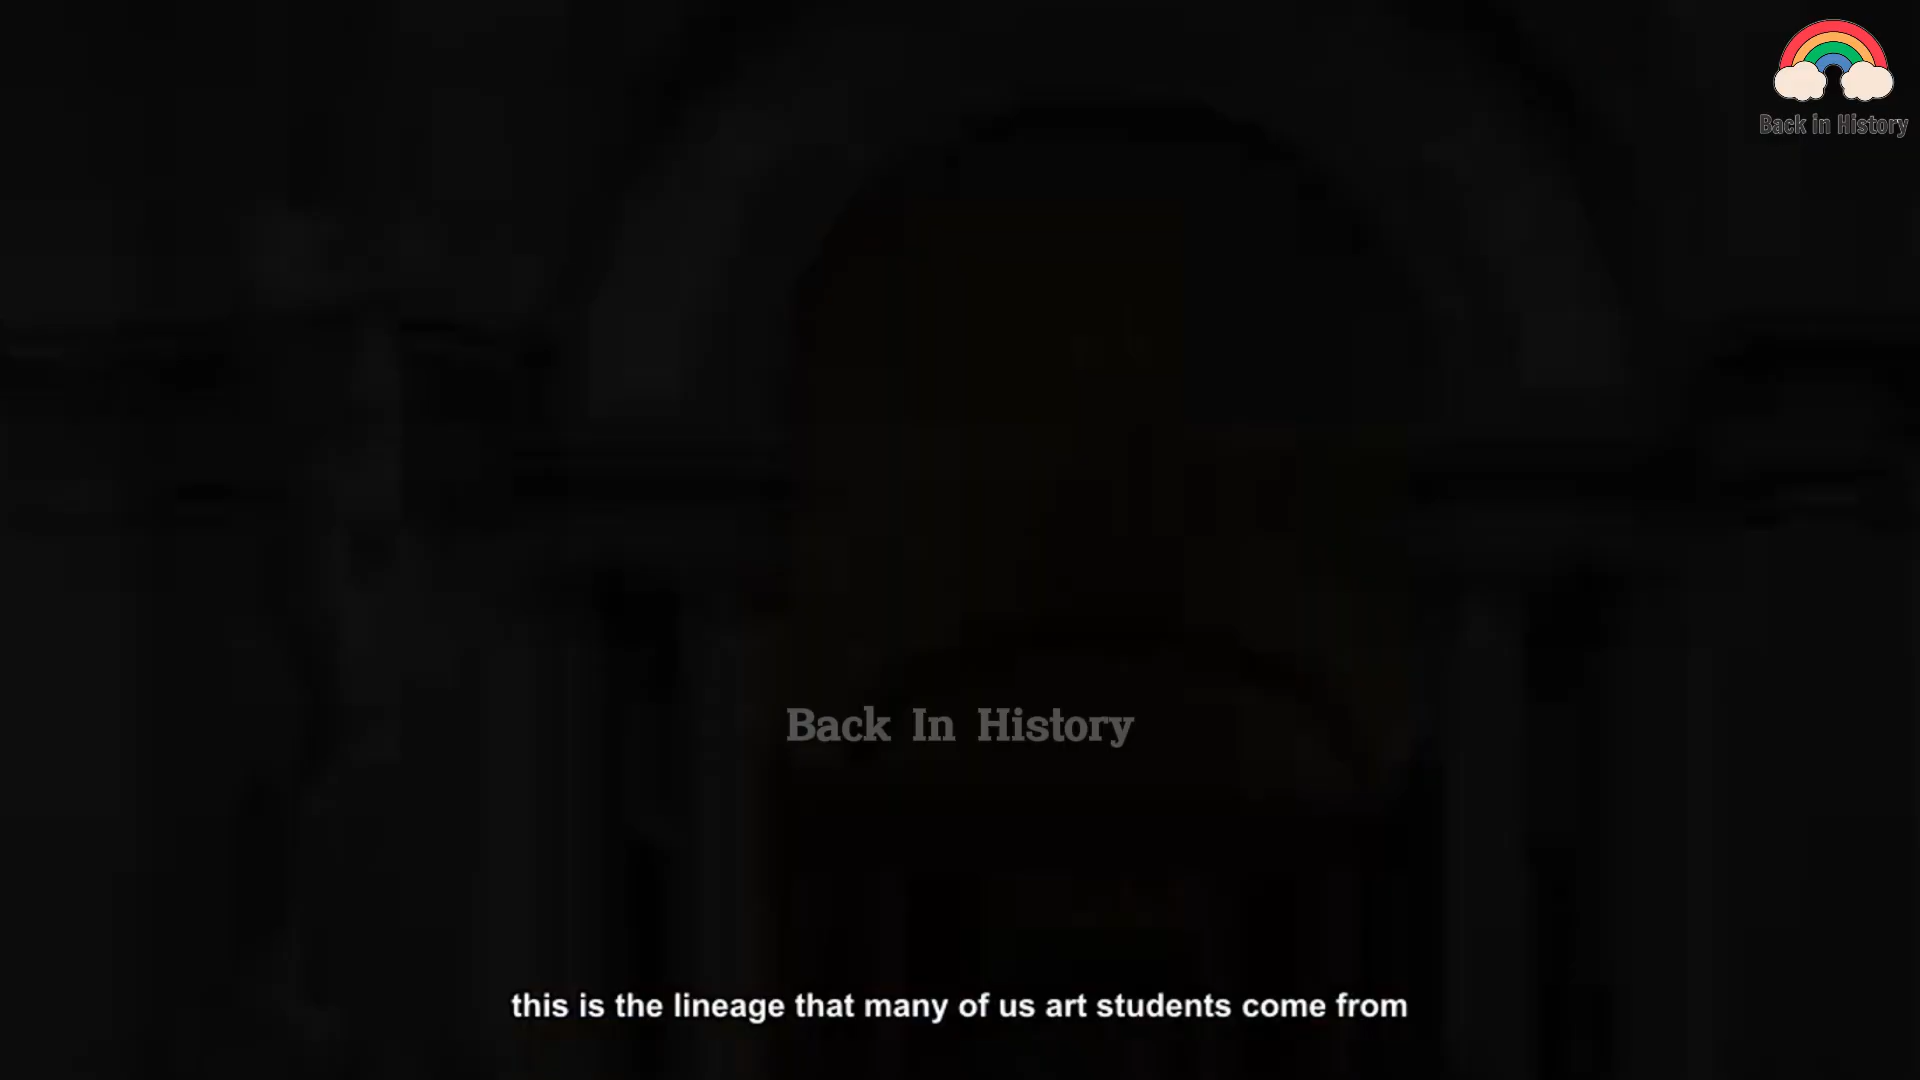 Back in History
Back In History
this is the lineage that many of us art students come from